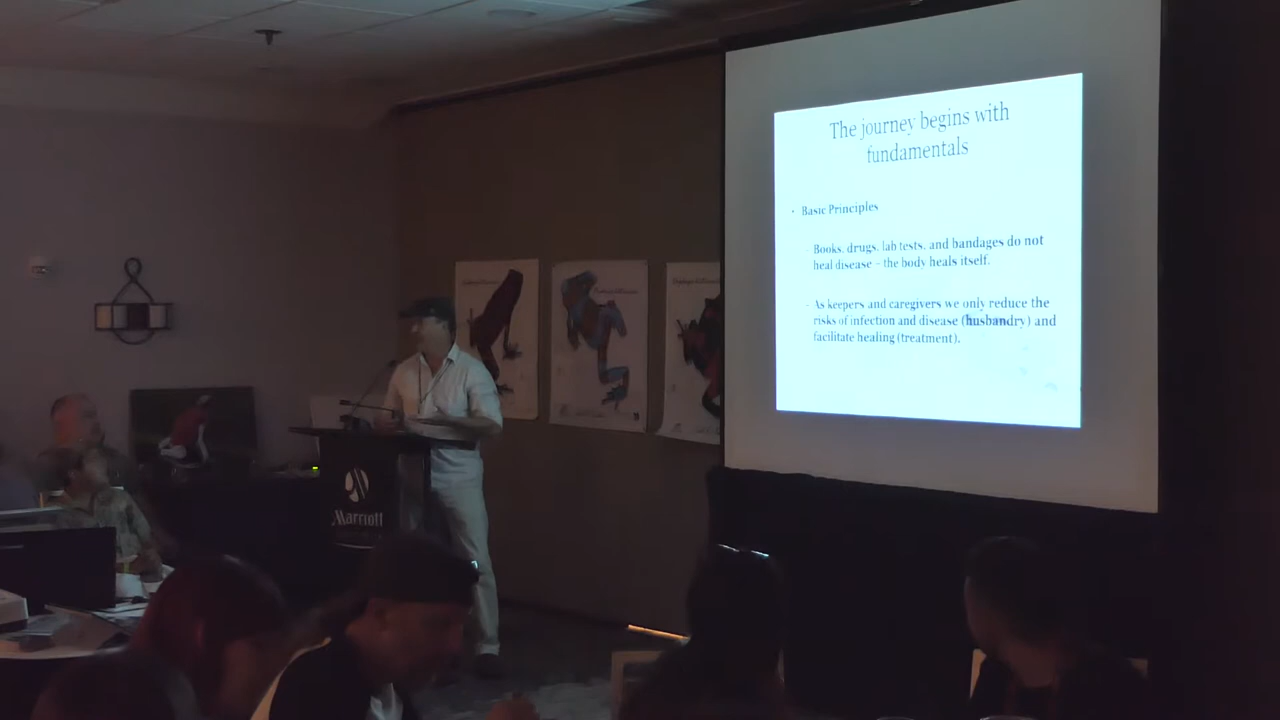 The journey begins with
fundamentals
• Basic Principles
– Books, drugs, lab tests, and bandages do not
heal disease – the body heals itself.
– As keepers and caregivers we only reduce the
risks of infection and disease (husbandry) and
facilitate healing (treatment).
Marriott